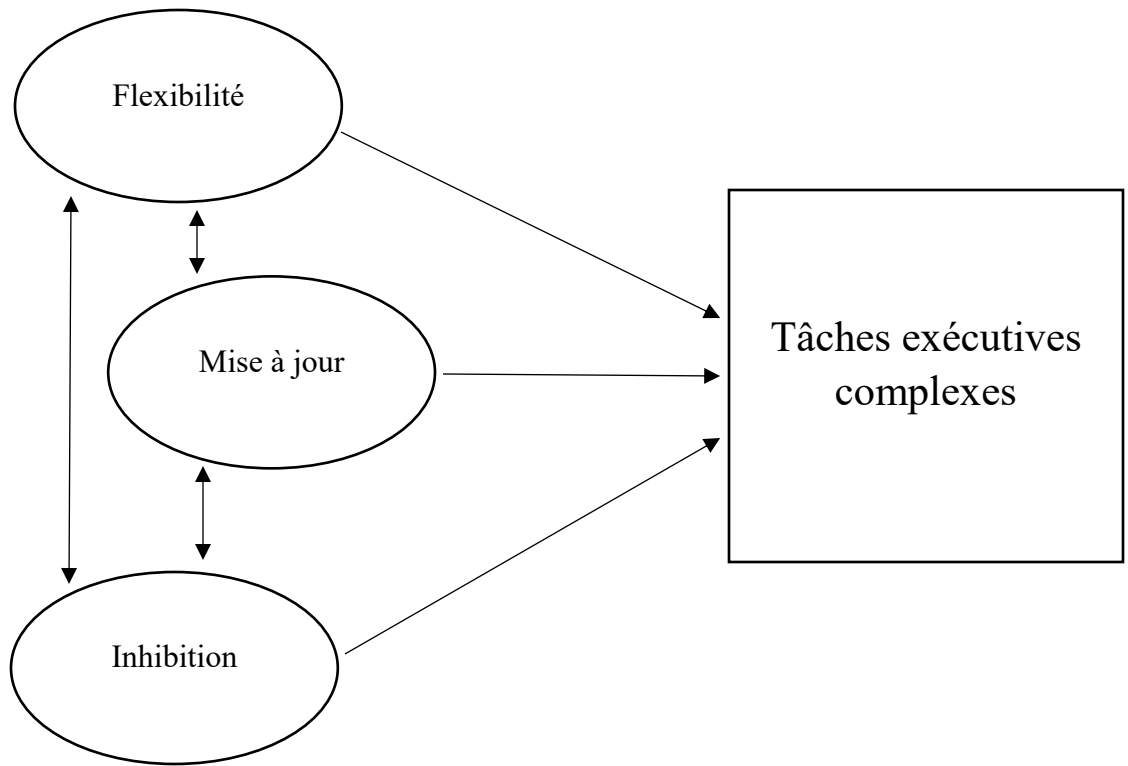 Flexibilité
Mise à jour
Tâches exécutives
complexes
Inhibition